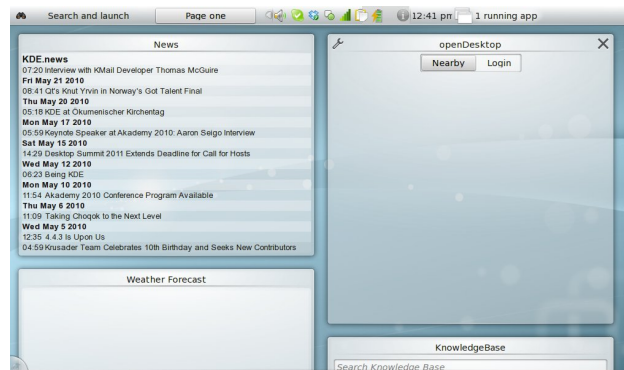 Search and launch
Page one
12:41 pm
1 running app
News
KDE.news
07:20 Interview with KMail Developer Thomas McGuire
Fri May 21 2010
08:41 Qt's Knut Yrvin in Norway's Got Talent Final
Thu May 20 2010
05:18 KDE at Okumenischer Kirchentag
Mon May 17 2010
05:59 Keynote Speaker at Akademy 2010: Aaron Seigo Interview
Sat May 15 2010
14:29 Desktop Summit 2011 Extends Deadline for Call for Hosts
Wed May 12 2010
06:23 Being KDE
Mon May 10 2010
11:54 Akademy 2010 Conference Program Available
Thu May 6 2010
11:09 Taking Choqok to the Next Level
Wed May 5 2010
12:35 4.4.3 Is Upon Us
04:59 Krusader Team Celebrates 10th Birthday and Seeks New Contributors
Weather Forecast
openDesktop
Nearby
Login
KnowledgeBase
Search Knowledge Base